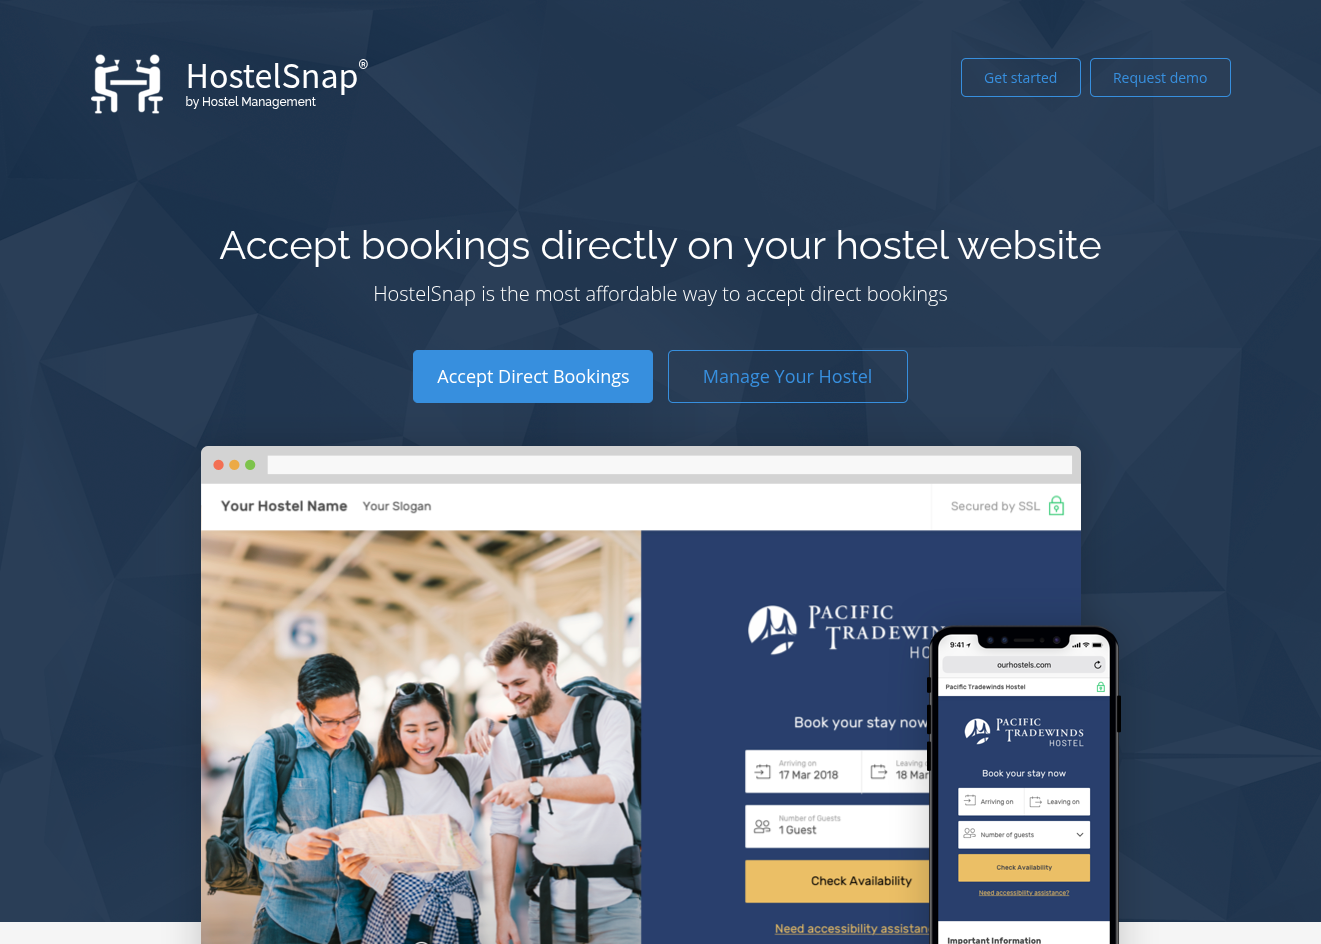 HostelSnap®
by Hostel Management
Get started
Request demo
Accept bookings directly on your hostel website
HostelSnap is the most affordable way to accept direct bookings
Accept Direct Bookings
Manage Your Hostel
Your Hostel Name
Your Slogan
Secured by SSL
6
PACIFIC
TRADEWIN
HO
Book your stay now
Arriving on
17 Mar 2018
Leaving
18 Mar
Number of Guests
1 Guest
Check Availability
Need accessibility assistan
9:41
ourhostels.com
Pacific Tradewinds Hostel
PACIFIC
TRADEWINDS
HOSTEL
Book your stay now
Arriving on
Leaving on
Number of guests
Check Availability
Need accessibility assistance?
Important Information